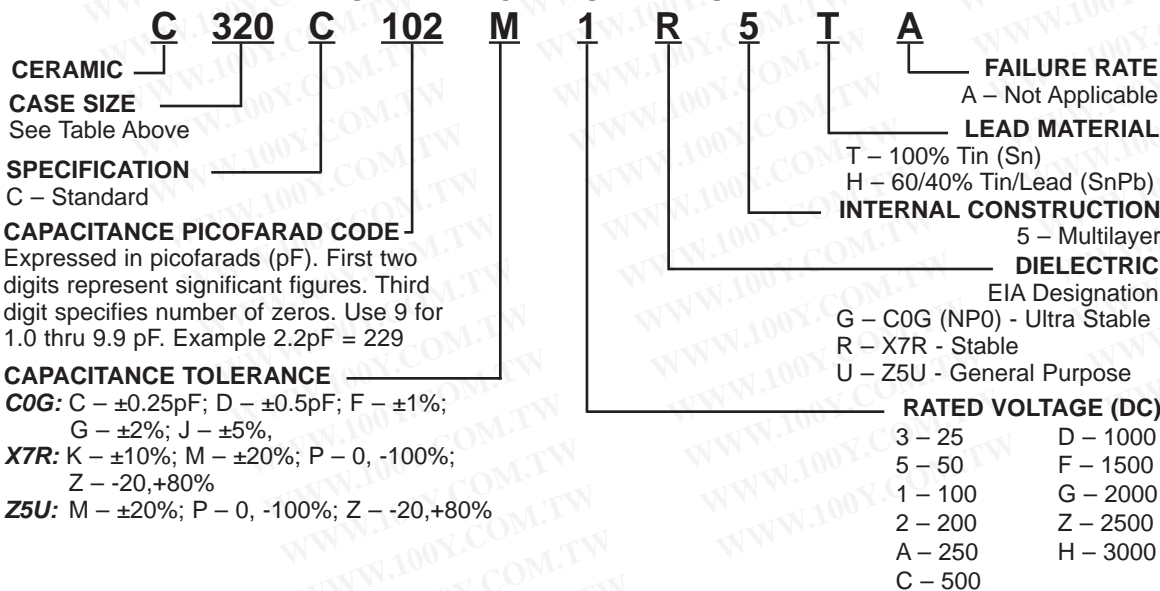 C 320 C 102 M 1 R 5 T A
CERAMIC
CASE SIZE
See Table Above
SPECIFICATION
C – Standard
CAPACITANCE PICOFARAD CODE
Expressed in picofarads (pF). First two
digits represent significant figures. Third
digit specifies number of zeros. Use 9 for
1.0 thru 9.9 pF. Example 2.2pF = 229
CAPACITANCE TOLERANCE
C0G: C – ±0.25pF; D – ±0.5pF; F – ±1%;
G – ±2%; J – ±5%,
X7R: K – ±10%; M – ±20%; P – 0, -100%;
Z – -20,+80%
Z5U: M – ±20%; P – 0, -100%; Z – -20,+80%
FAILURE RATE
A – Not Applicable
LEAD MATERIAL
T – 100% Tin (Sn)
H – 60/40% Tin/Lead (SnPb)
INTERNAL CONSTRUCTION
5 – Multilayer
DIELECTRIC
EIA Designation
G – C0G (NP0) - Ultra Stable
R – X7R - Stable
U – Z5U - General Purpose
RATED VOLTAGE (DC)
3 – 25 D – 1000
5 – 50 F – 1500
1 – 100 G – 2000
2 – 200 Z – 2500
A – 250 H – 3000
C – 500
WWW.100Y.COM.TW